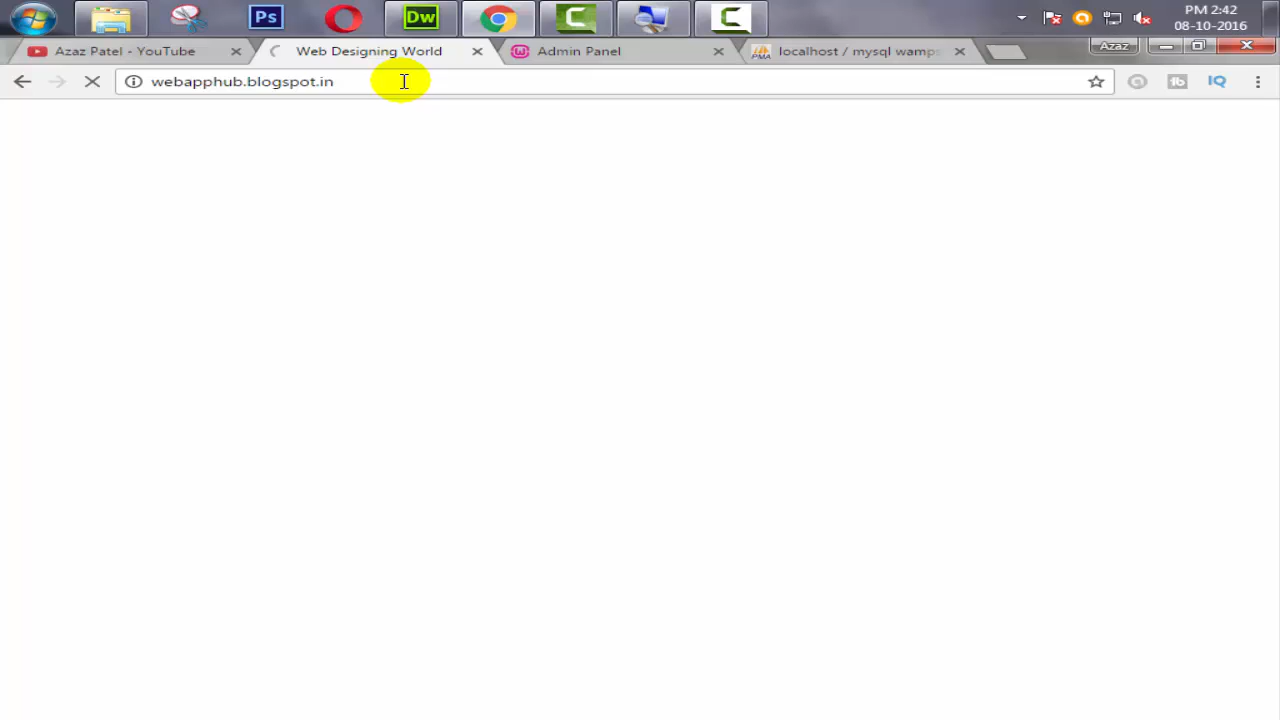 Ps
Dw
PM 2:42
08-10-2016
Azaz Patel - YouTube
Web Designing World
Admin Panel
localhost / mysql wamps
Azaz
webapphub.blogspot.in
IQ